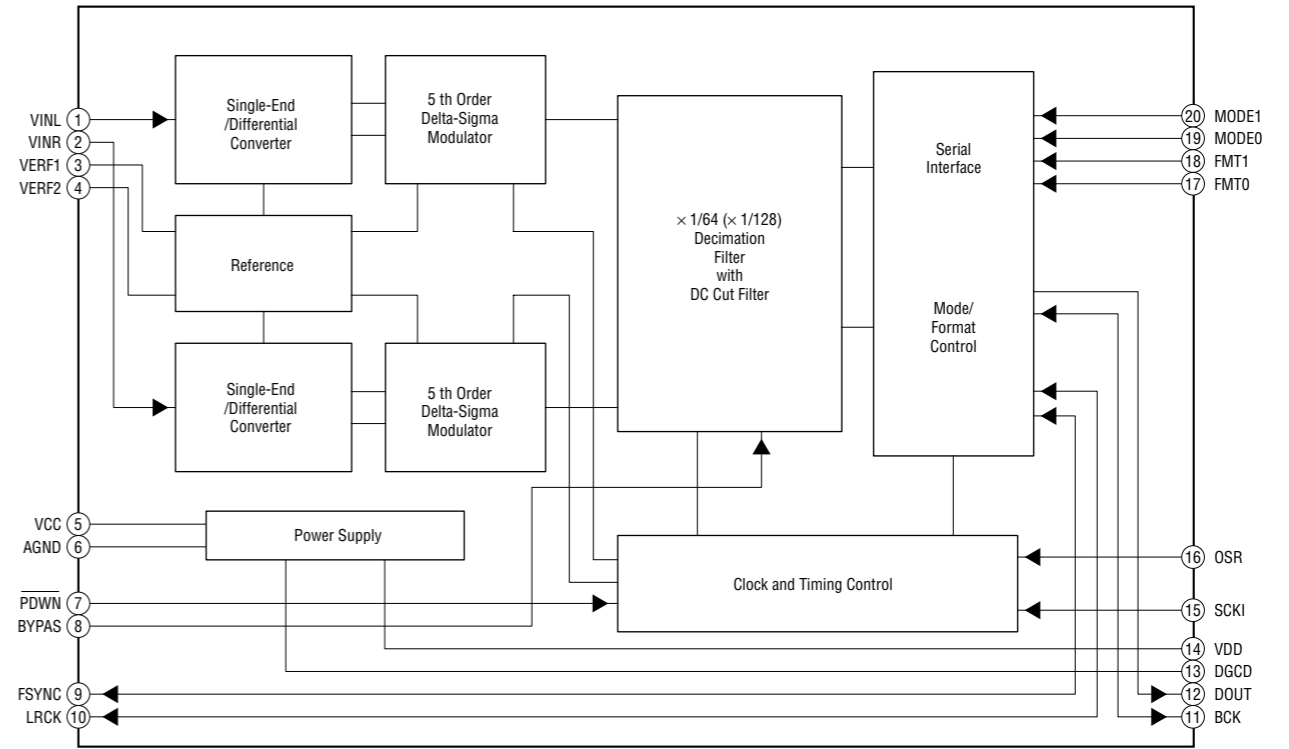 VINL 1
VINR 2
VERF1 3
VERF2 4
VCC 5
AGND 6
PDWN 7
BYPAS 8
FSYNC 9
LRCK 10
Single-End
/Differential
Converter
5 th Order
Delta-Sigma
Modulator
Reference
Single-End
/Differential
Converter
5 th Order
Delta-Sigma
Modulator
Power Supply
× 1/64 (× 1/128)
Decimation
Filter
with
DC Cut Filter
Serial
Interface
Mode/
Format
Control
Clock and Timing Control
20 MODE1
19 MODE0
18 FMT1
17 FMT0
16 OSR
15 SCKI
14 VDD
13 DGCD
12 DOUT
11 BCK